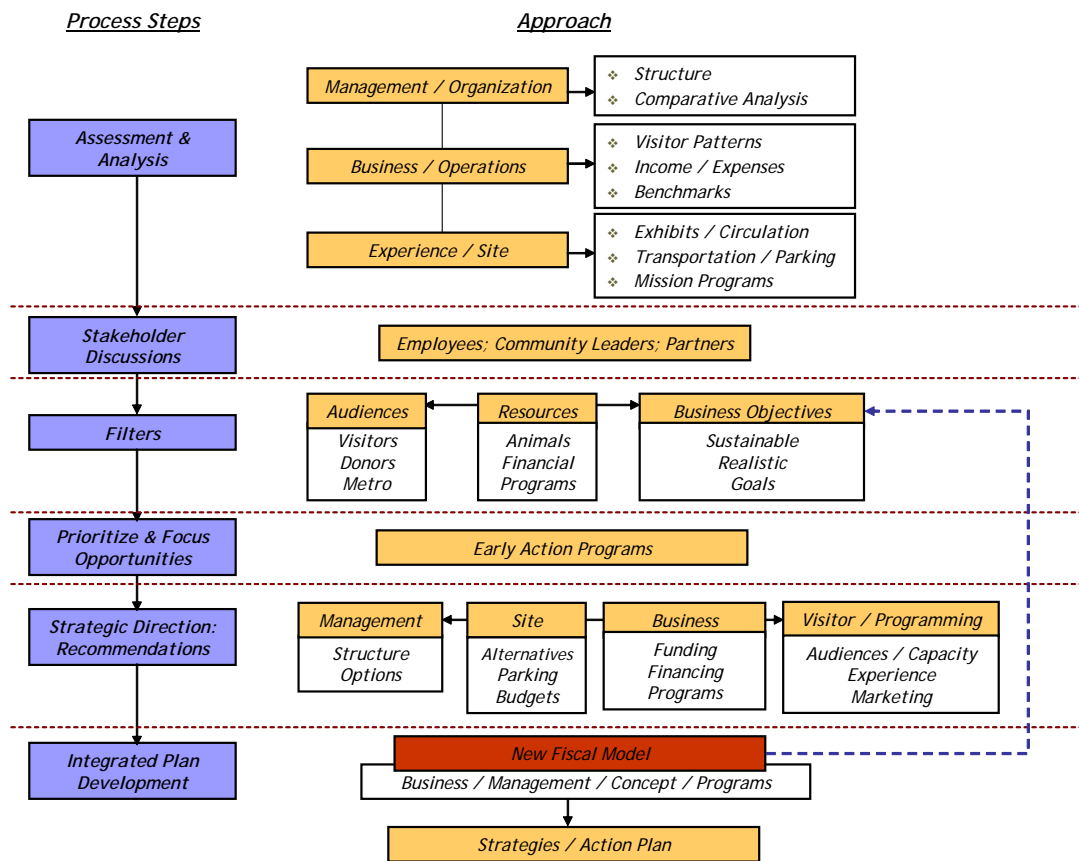 Process Steps
Approach
Management / Organization
Structure
Comparative Analysis
Assessment &
Analysis
Business / Operations
Visitor Patterns
Income / Expenses
Benchmarks
Experience / Site
Exhibits / Circulation
Transportation / Parking
Mission Programs
Stakeholder
Discussions
Employees; Community Leaders; Partners
Filters
Audiences
Visitors
Donors
Metro
Resources
Animals
Financial
Programs
Business Objectives
Sustainable
Realistic
Goals
Prioritize & Focus
Opportunities
Early Action Programs
Strategic Direction:
Recommendations
Management
Structure
Options
Site
Alternatives
Parking
Budgets
Business
Funding
Financing
Programs
Visitor / Programming
Audiences / Capacity
Experience
Marketing
Integrated Plan
Development
New Fiscal Model
Business / Management / Concept / Programs
Strategies / Action Plan